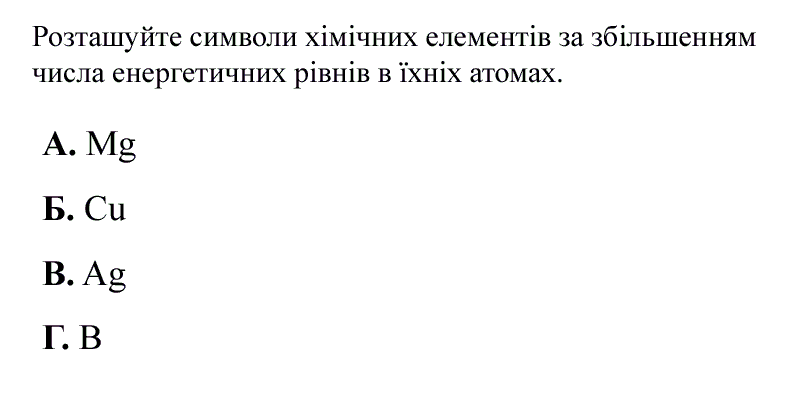 Розташуйте символи хімічних елементів за збільшенням
числа енергетичних рівнів в їхніх атомах.
А. Mg
Б. Cu
В. Ag
Г. B